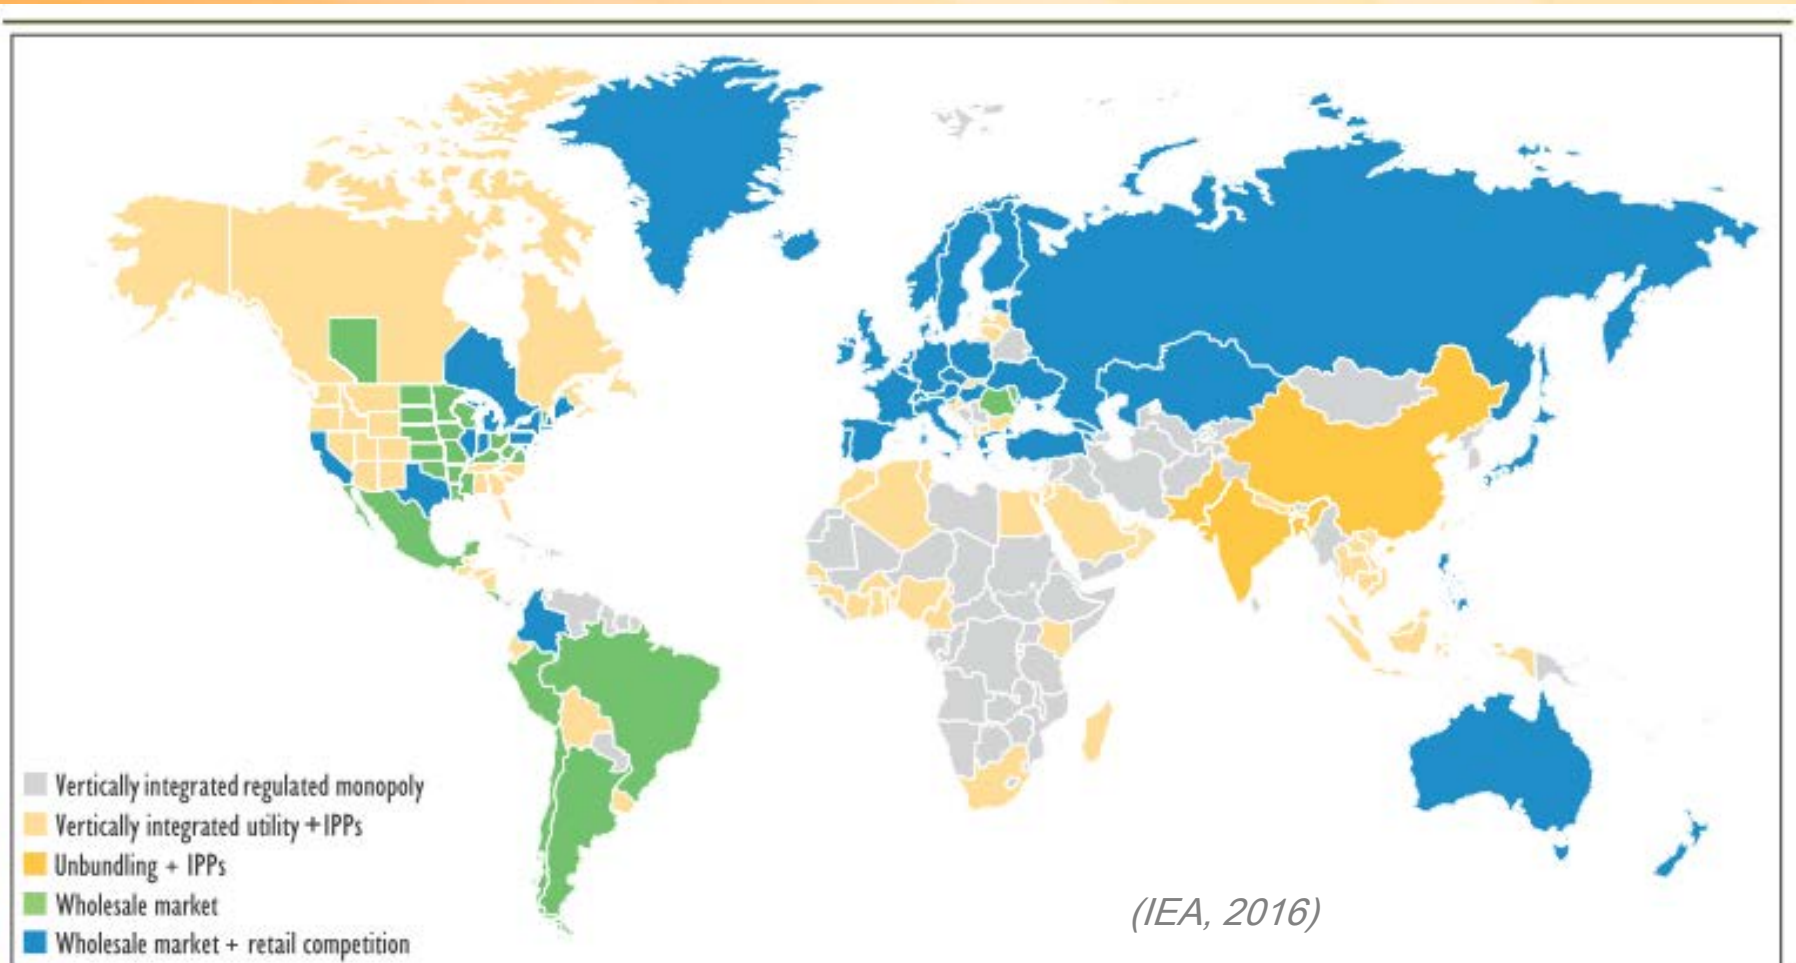 Vertically integrated regulated monopoly
Vertically integrated utility +IPPs
Unbundling + IPPs
Wholesale market
Wholesale market + retail competition
(IEA, 2016)